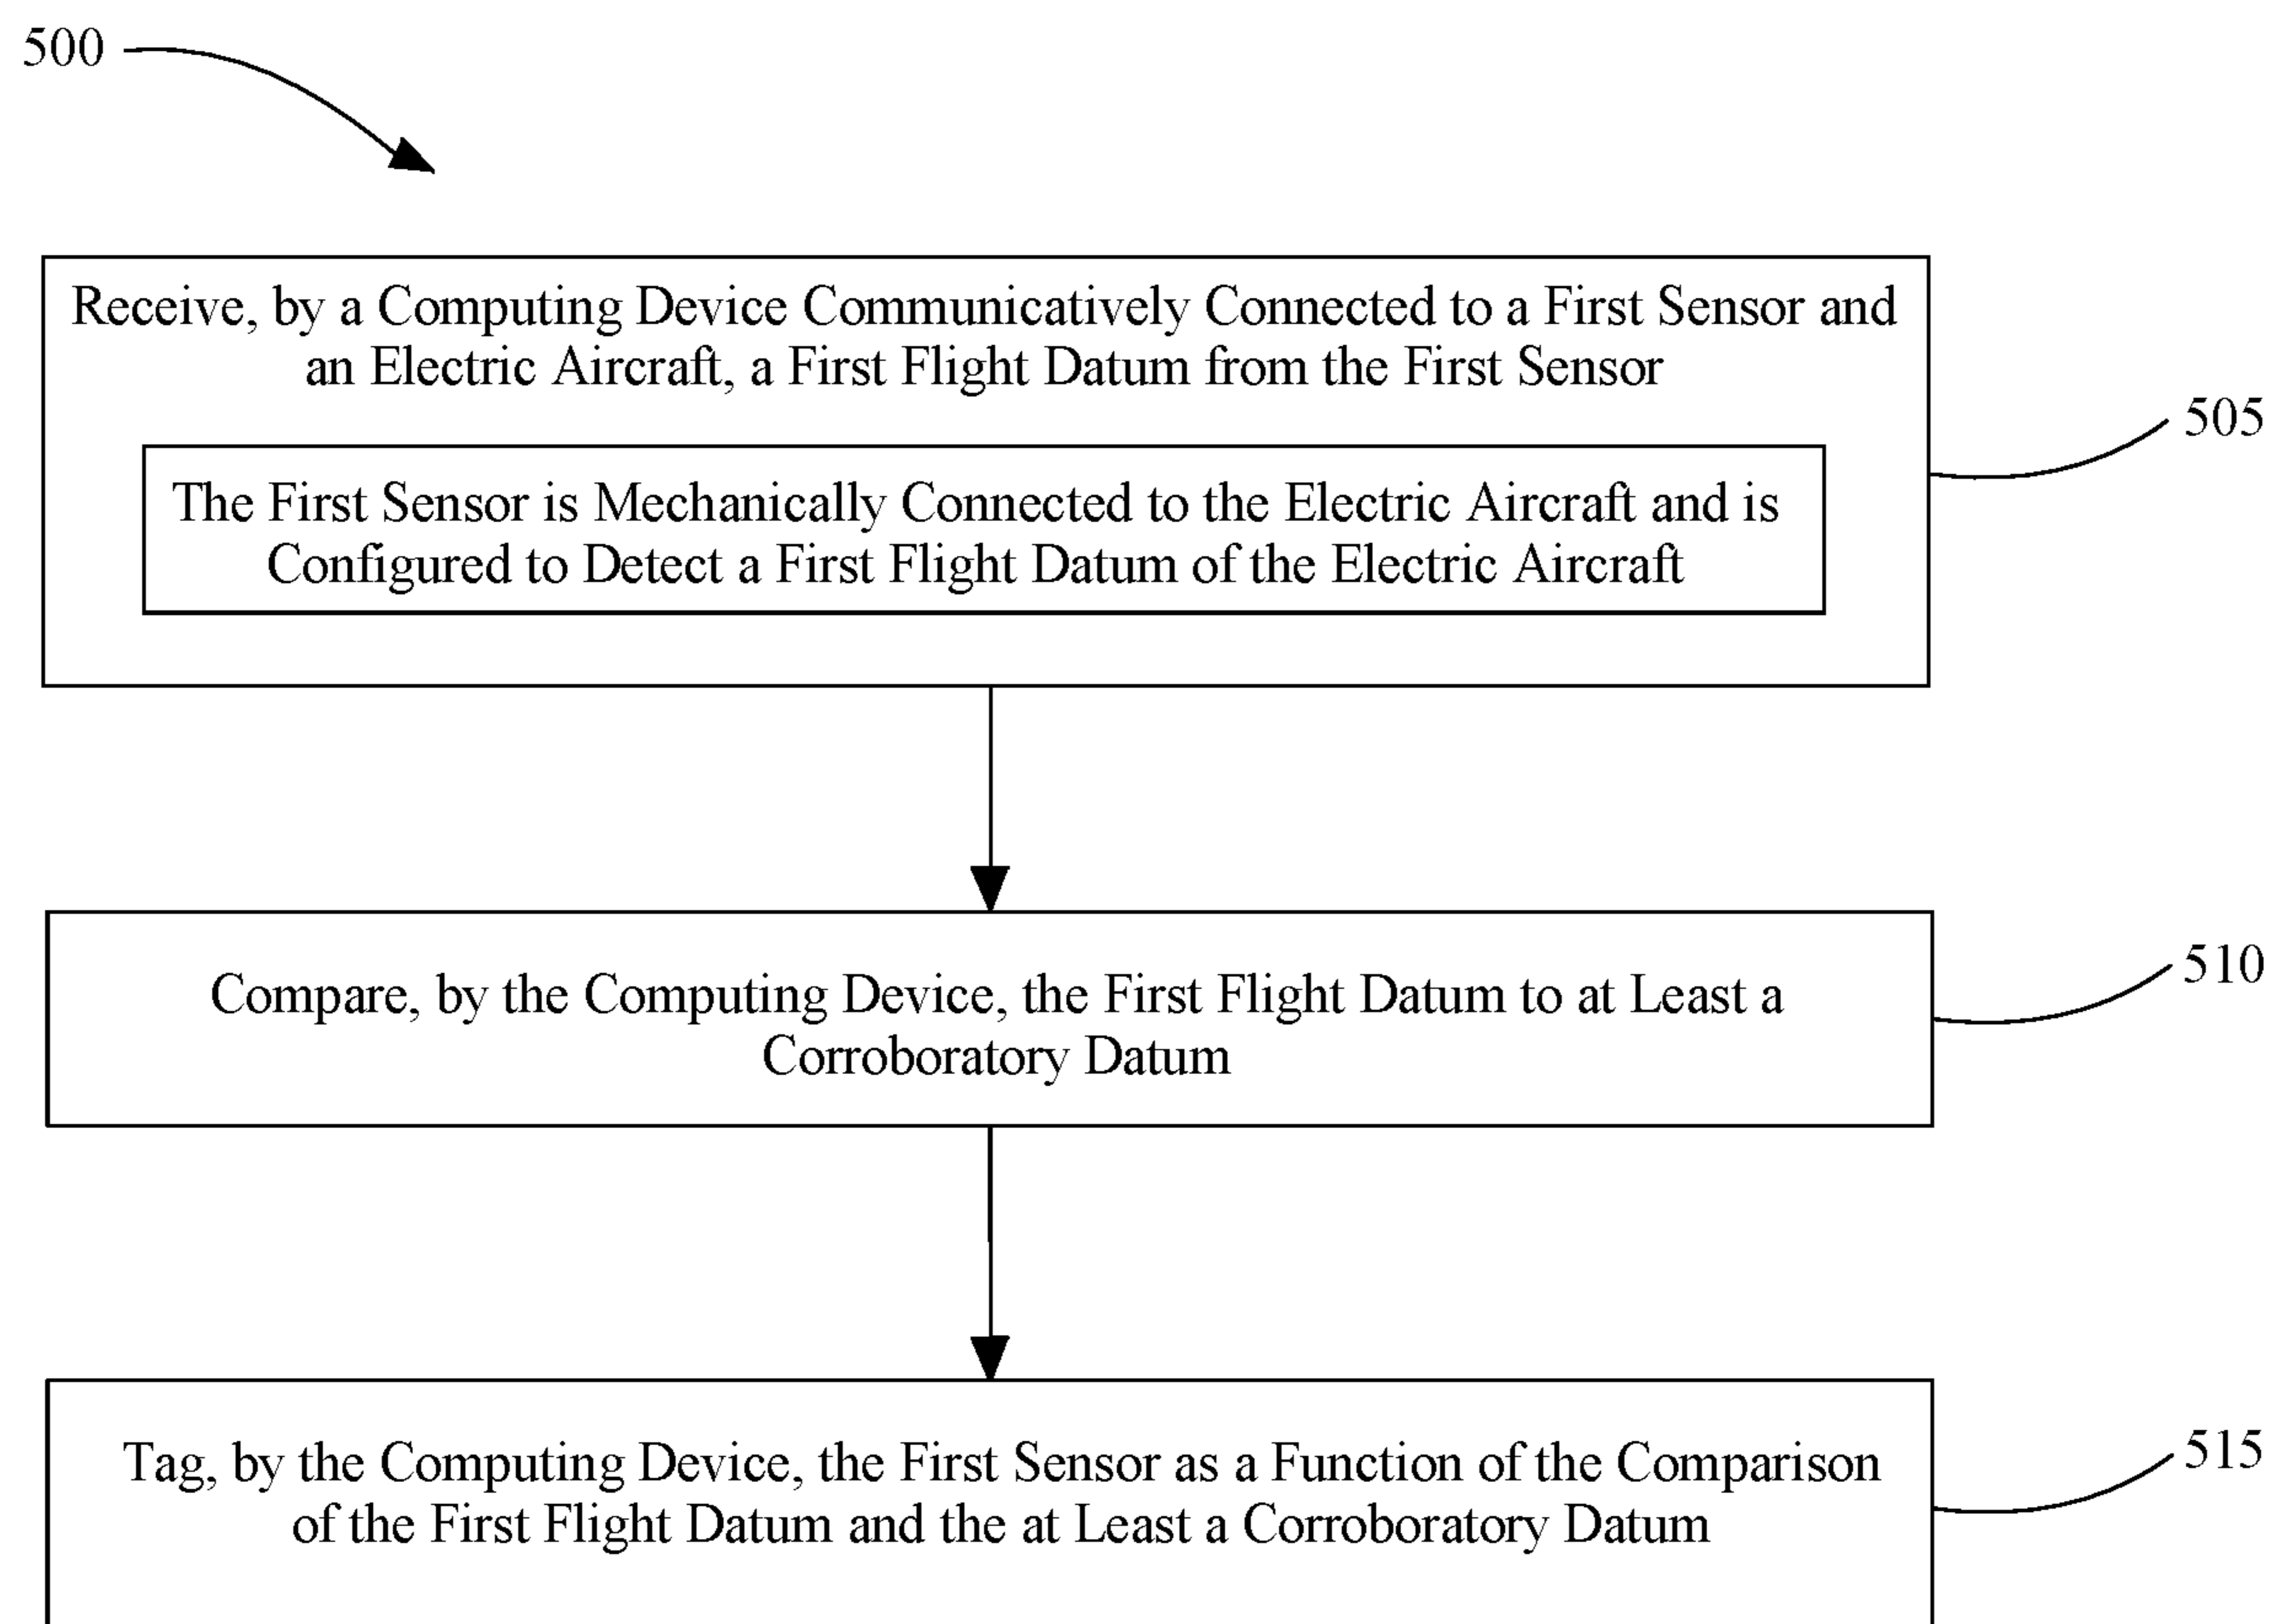 500
Receive, by a Computing Device Communicatively Connected to a First Sensor and
an Electric Aircraft, a First Flight Datum from the First Sensor
505
The First Sensor is Mechanically Connected to the Electric Aircraft and is
Configured to Detect a First Flight Datum of the Electric Aircraft
510
Compare, by the Computing Device, the First Flight Datum to at Least a
Corroboratory Datum
515
Tag, by the Computing Device, the First Sensor as a Function of the Comparison
of the First Flight Datum and the at Least a Corroboratory Datum